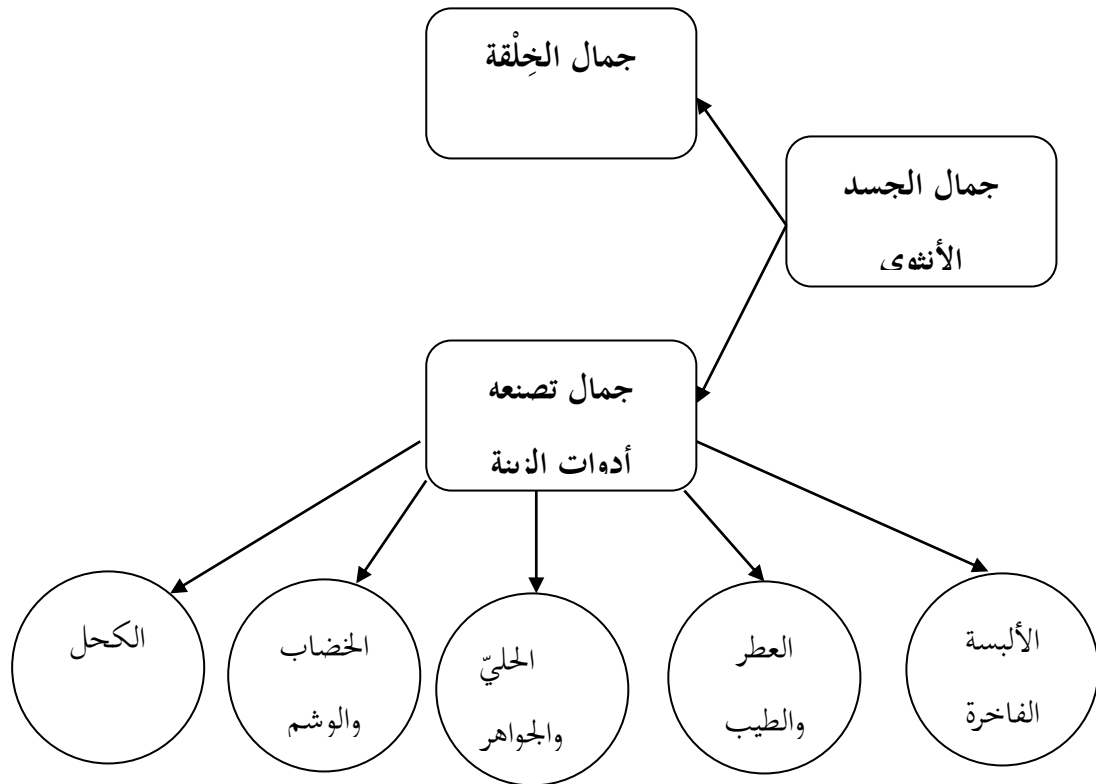 جمال الخِلْقة
جمال الجسد
الأنثوي
جمال تصنعه
أدوات الزينة
الألبسة
الفاخرة
العطر
والطيب
الحليّ
والجواهر
الخضاب
والوشم
الكحل